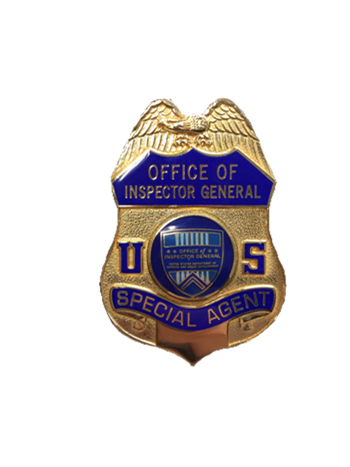 OFFICE OF
INSPECTOR GENERAL
U S
OFFICE of
INSPECTOR GENERAL
SPECIAL AGENT